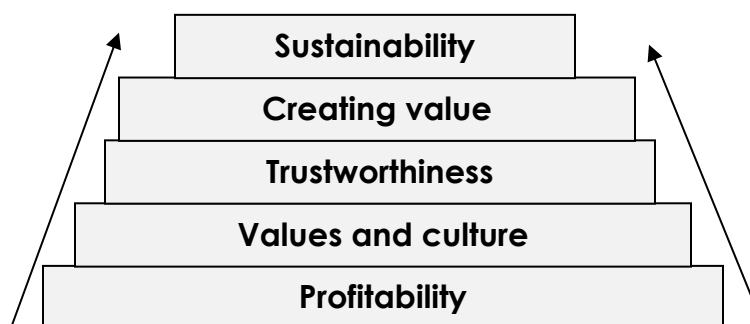 Sustainability
Creating value
Trustworthiness
Values and culture
Profitability